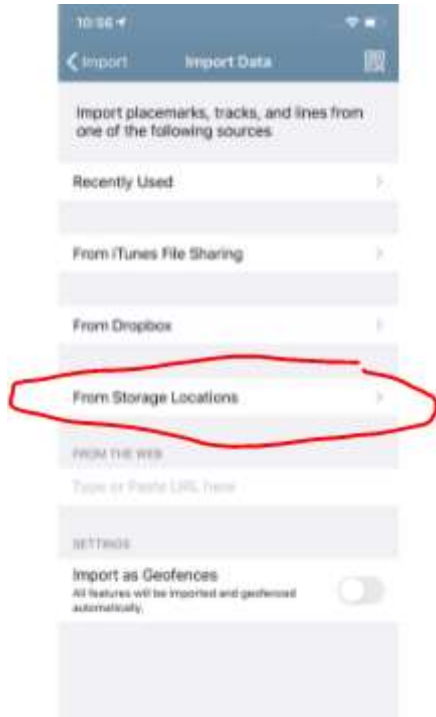 10:56
Import
Import Data
Import placemarks, tracks, and lines from
one of the following sources
Recently Used
From iTunes File Sharing
From Dropbox
From Storage Locations
FROM THE WEB
Type or Paste URL here
SETTINGS
Import as Geofences
All features will be imported and geofenced
automatically.